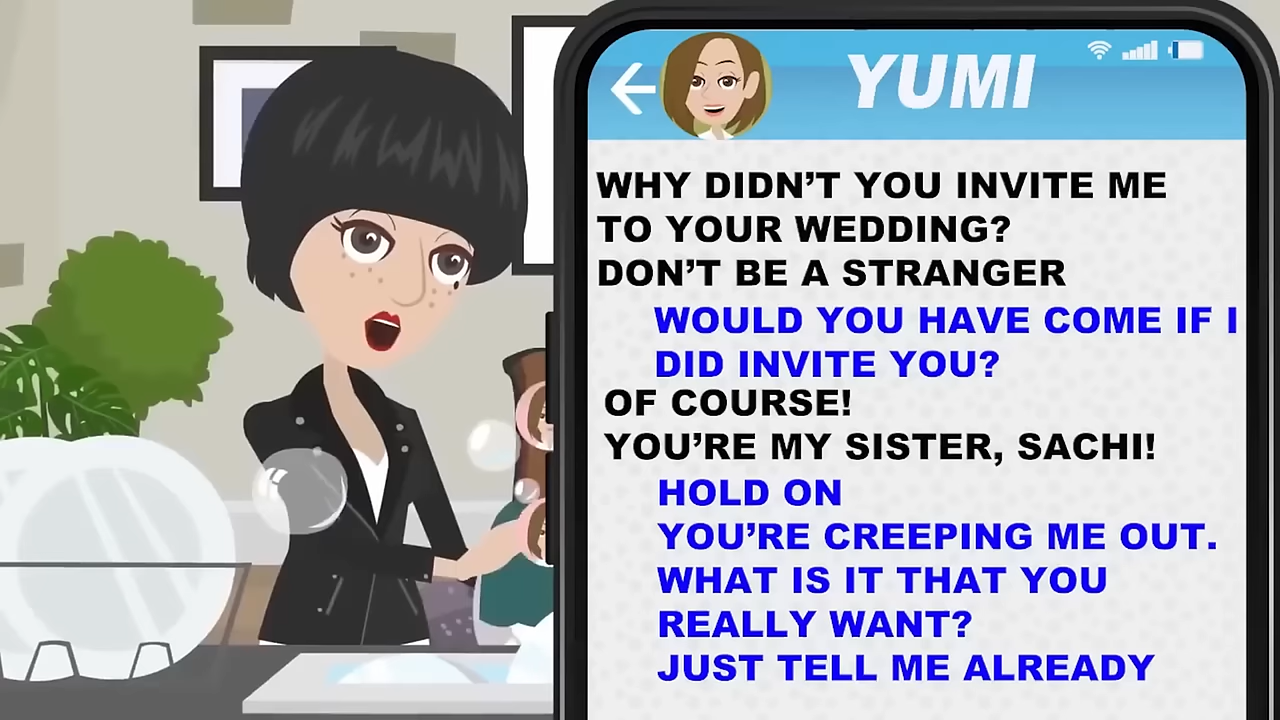 YUMI
WHY DIDN'T YOU INVITE ME
TO YOUR WEDDING?
DON'T BE A STRANGER
WOULD YOU HAVE COME IF I
DID INVITE YOU?
OF COURSE!
YOU'RE MY SISTER, SACHI!
HOLD ON
YOU'RE CREEPING ME OUT.
WHAT IS IT THAT YOU
REALLY WANT?
JUST TELL ME ALREADY